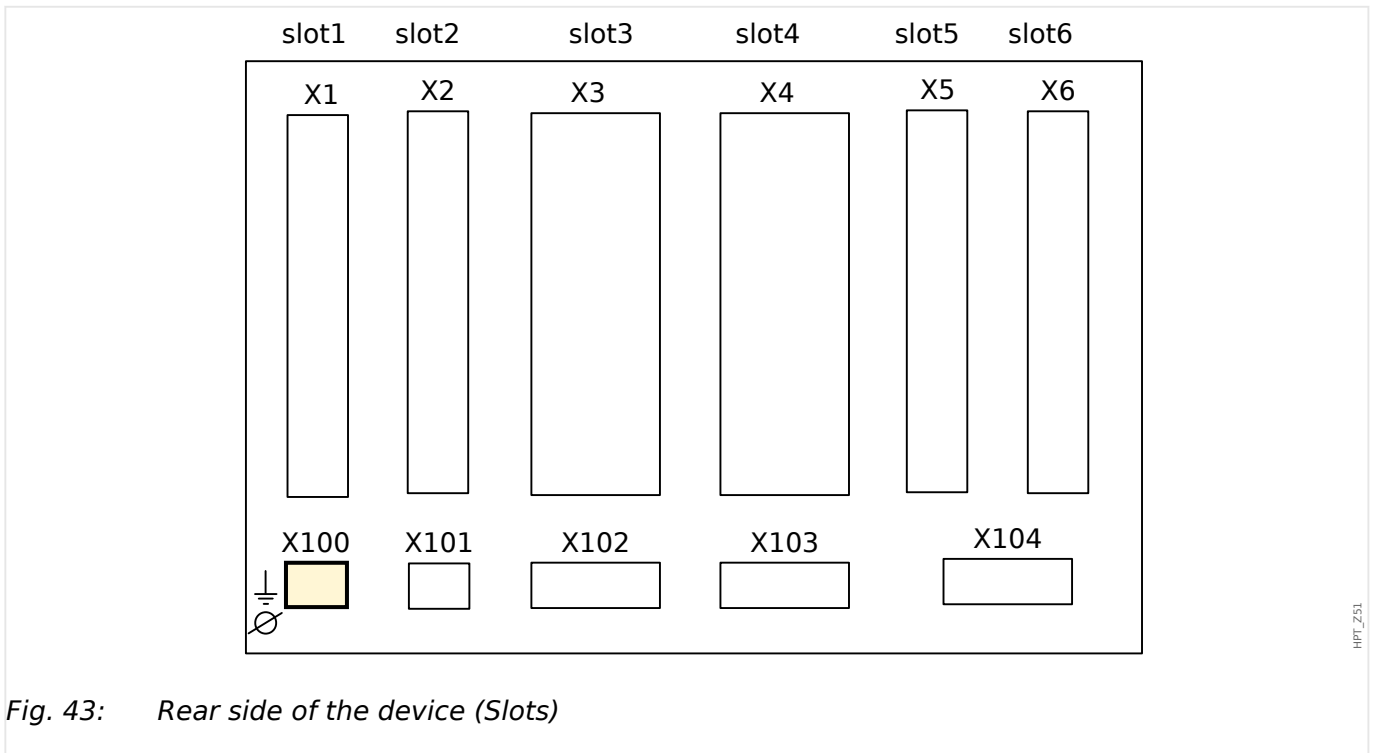 slot1 slot2 slot3 slot4 slot5 slot6
X1 X2 X3 X4 X5 X6
X100 X101 X102 X103 X104
HPT_Z51
Fig. 43: Rear side of the device (Slots)